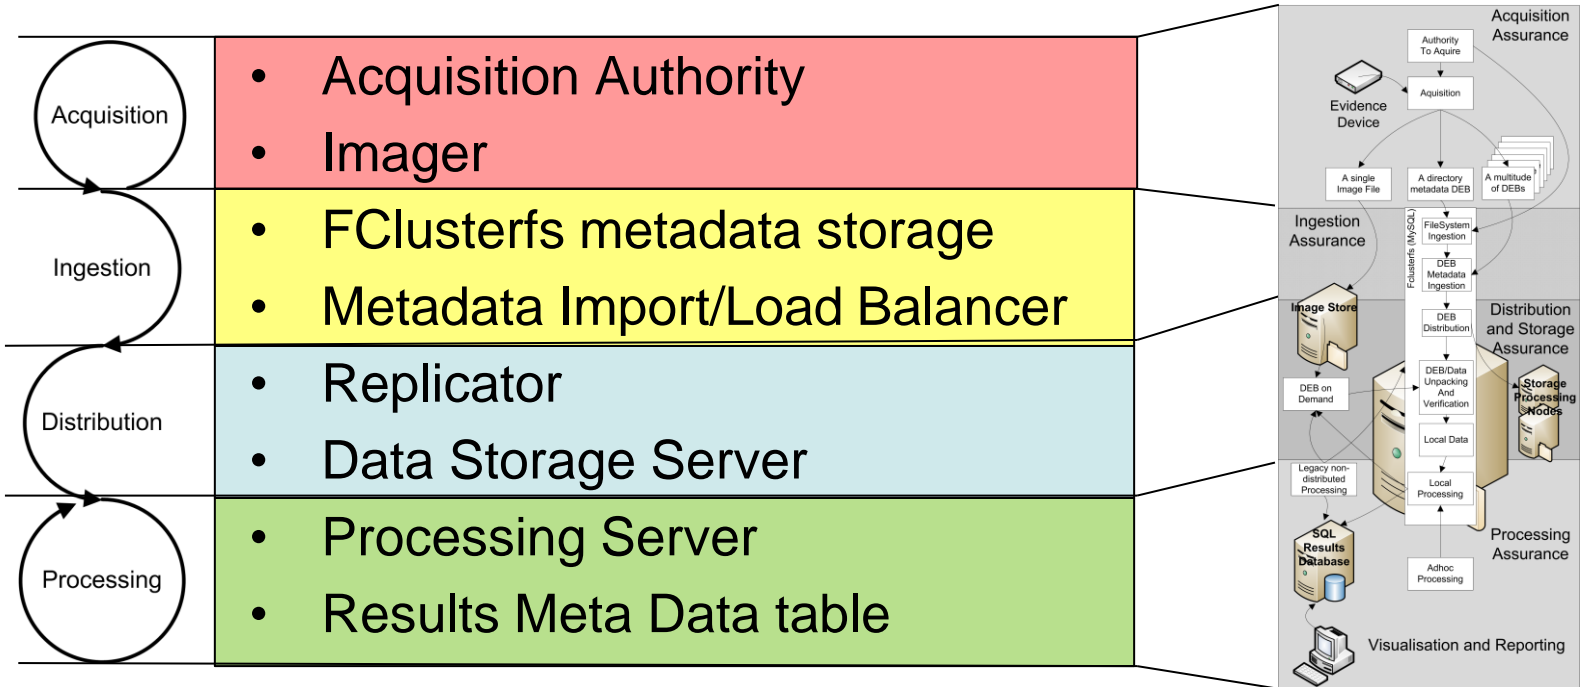 Acquisition
• Acquisition Authority
• Imager
Ingestion
• FClusterfs metadata storage
• Metadata Import/Load Balancer
Distribution
• Replicator
• Data Storage Server
Processing
• Processing Server
• Results Meta Data table
Acquisition
Assurance
Authority
To Aquire
Evidence
Device
Aquisition
A single
Image File
A directory
metadata DEB
A multitude
of DEBs
Ingestion
Assurance
Fclusterfs (MySQL)
FileSystem
Ingestion
DEB
Metadata
Ingestion
Image Store
DEB
Distribution
Distribution
and Storage
Assurance
DEB on
Demand
DEB/Data
Unpacking
And
Verification
Storage
Processing
Nodes
Local Data
Legacy non-
distributed
Processing
Local
Processing
SQL
Results
Database
Processing
Assurance
Adhoc
Processing
Visualisation and Reporting